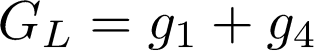 G_L = g_1 + g_4